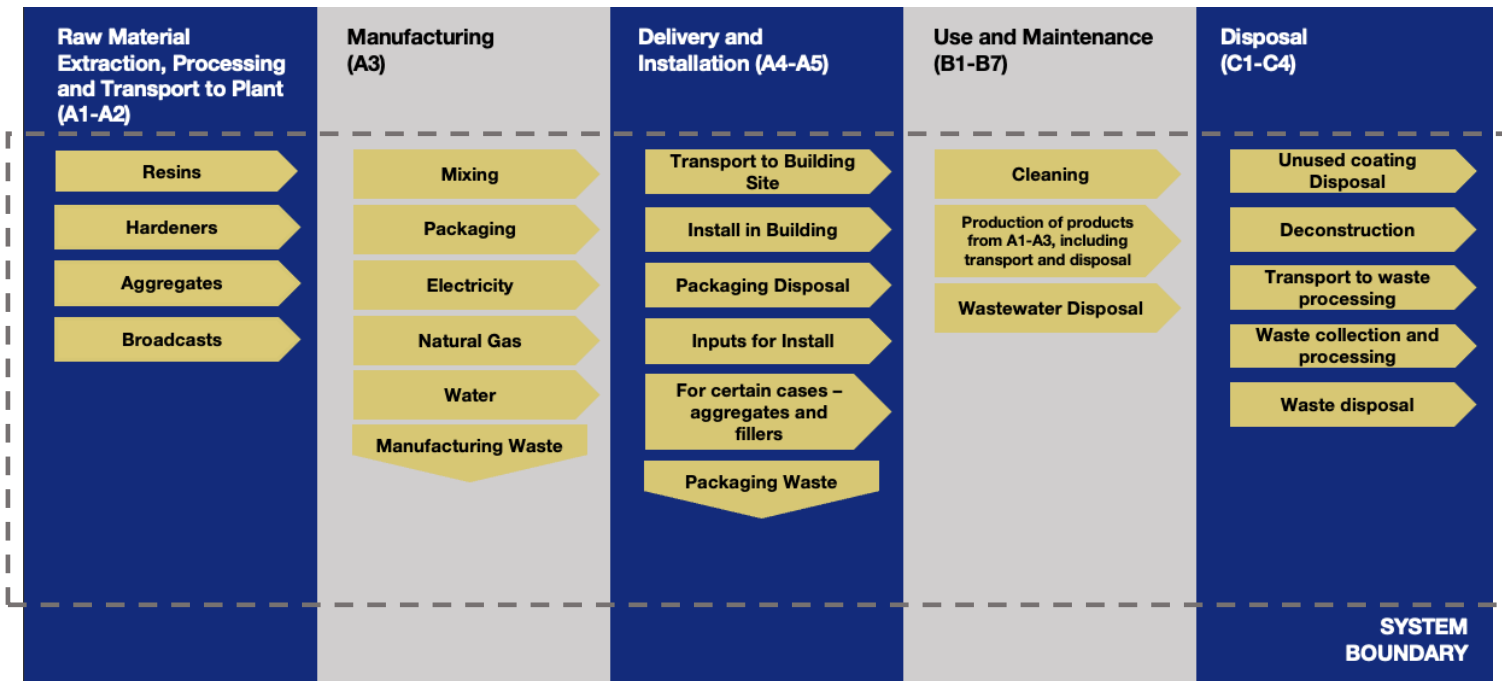 Raw Material
Extraction, Processing
and Transport to Plant
(A1-A2)
Resins
Hardeners
Aggregates
Broadcasts
Manufacturing
(A3)
Mixing
Packaging
Electricity
Natural Gas
Water
Manufacturing Waste
Delivery and
Installation (A4-A5)
Transport to Building
Site
Install in Building
Packaging Disposal
Inputs for Install
For certain cases –
aggregates and
fillers
Packaging Waste
Use and Maintenance
(B1-B7)
Cleaning
Production of products
from A1-A3, including
transport and disposal
Wastewater Disposal
Disposal
(C1-C4)
Unused coating
Disposal
Deconstruction
Transport to waste
processing
Waste collection and
processing
Waste disposal
SYSTEM
BOUNDARY